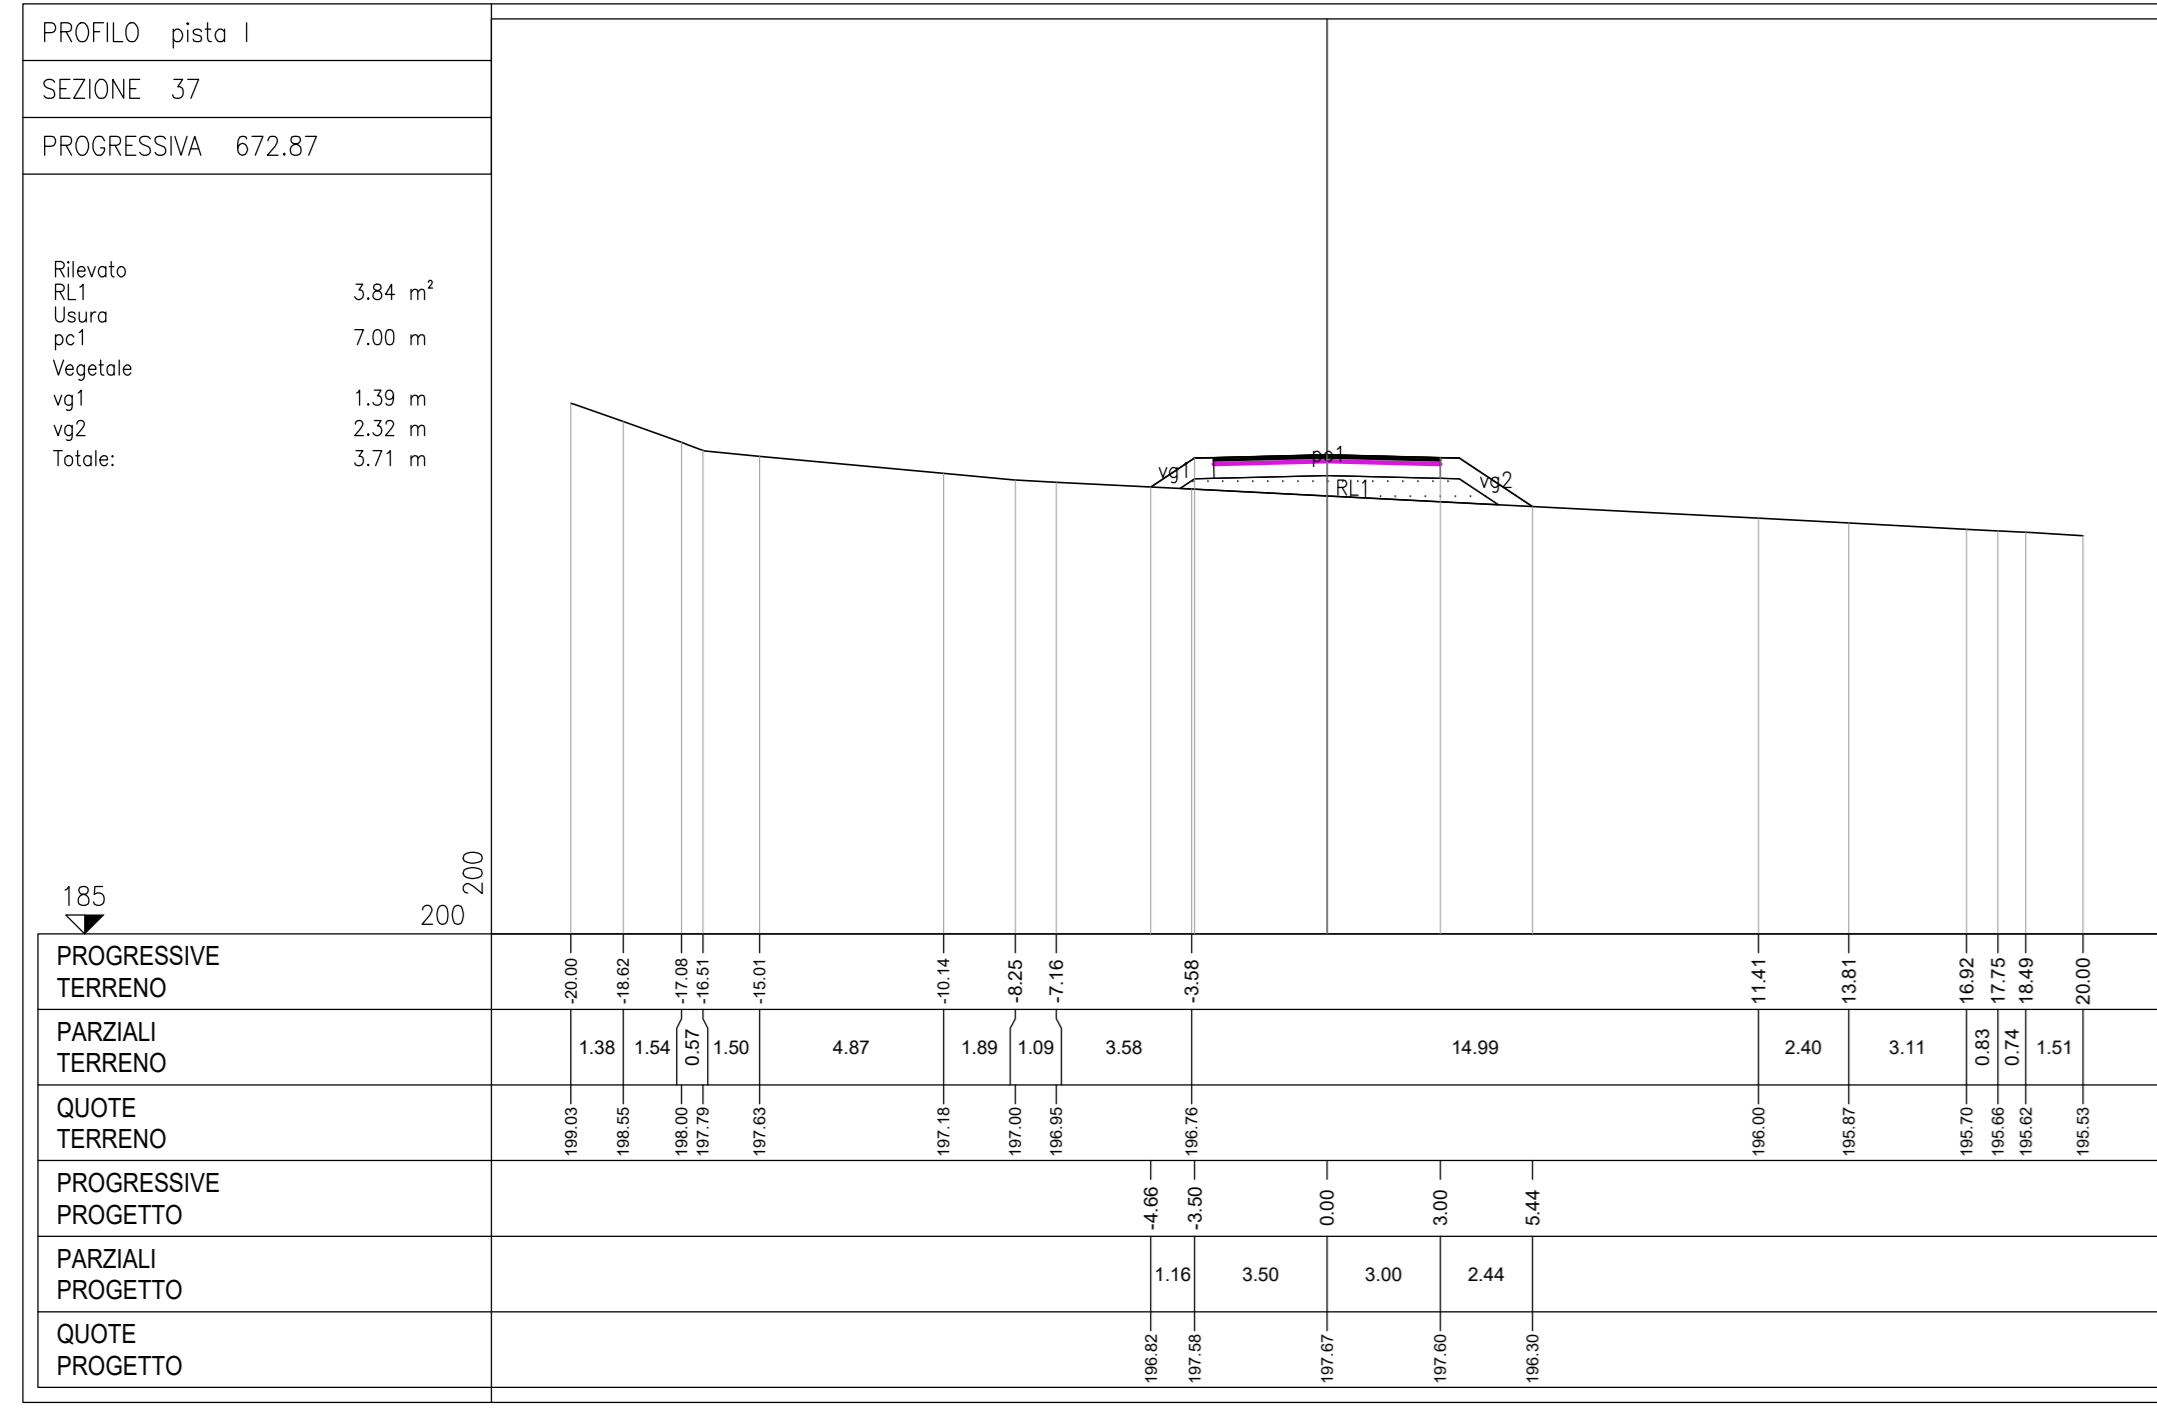 PROFILO pista I
SEZIONE 37
PROGRESSIVA 672.87
Rilevato
RL1 3.84 m²
Usura
pc1 7.00 m
Vegetale
vg1 1.39 m
vg2 2.32 m
Totale: 3.71 m
vg1 pc1 RL1 vg2
185
200
200
PROGRESSIVE
TERRENO
-20.00 -18.62 -17.08 -16.51 -15.01 -10.14 -8.25 -7.16 -3.58 11.41 13.81 16.92 17.75 18.49 20.00
PARZIALI
TERRENO
1.38 1.54 0.57 1.50 4.87 1.89 1.09 3.58 14.99 2.40 3.11 0.83 0.74 1.51
QUOTE
TERRENO
199.03 198.55 198.00 197.79 197.63 197.18 197.00 196.95 196.76 196.00 195.87 195.70 195.66 195.62 195.53
PROGRESSIVE
PROGETTO
-4.66 -3.50 0.00 3.00 5.44
PARZIALI
PROGETTO
1.16 3.50 3.00 2.44
QUOTE
PROGETTO
196.82 197.58 197.67 197.60 196.30